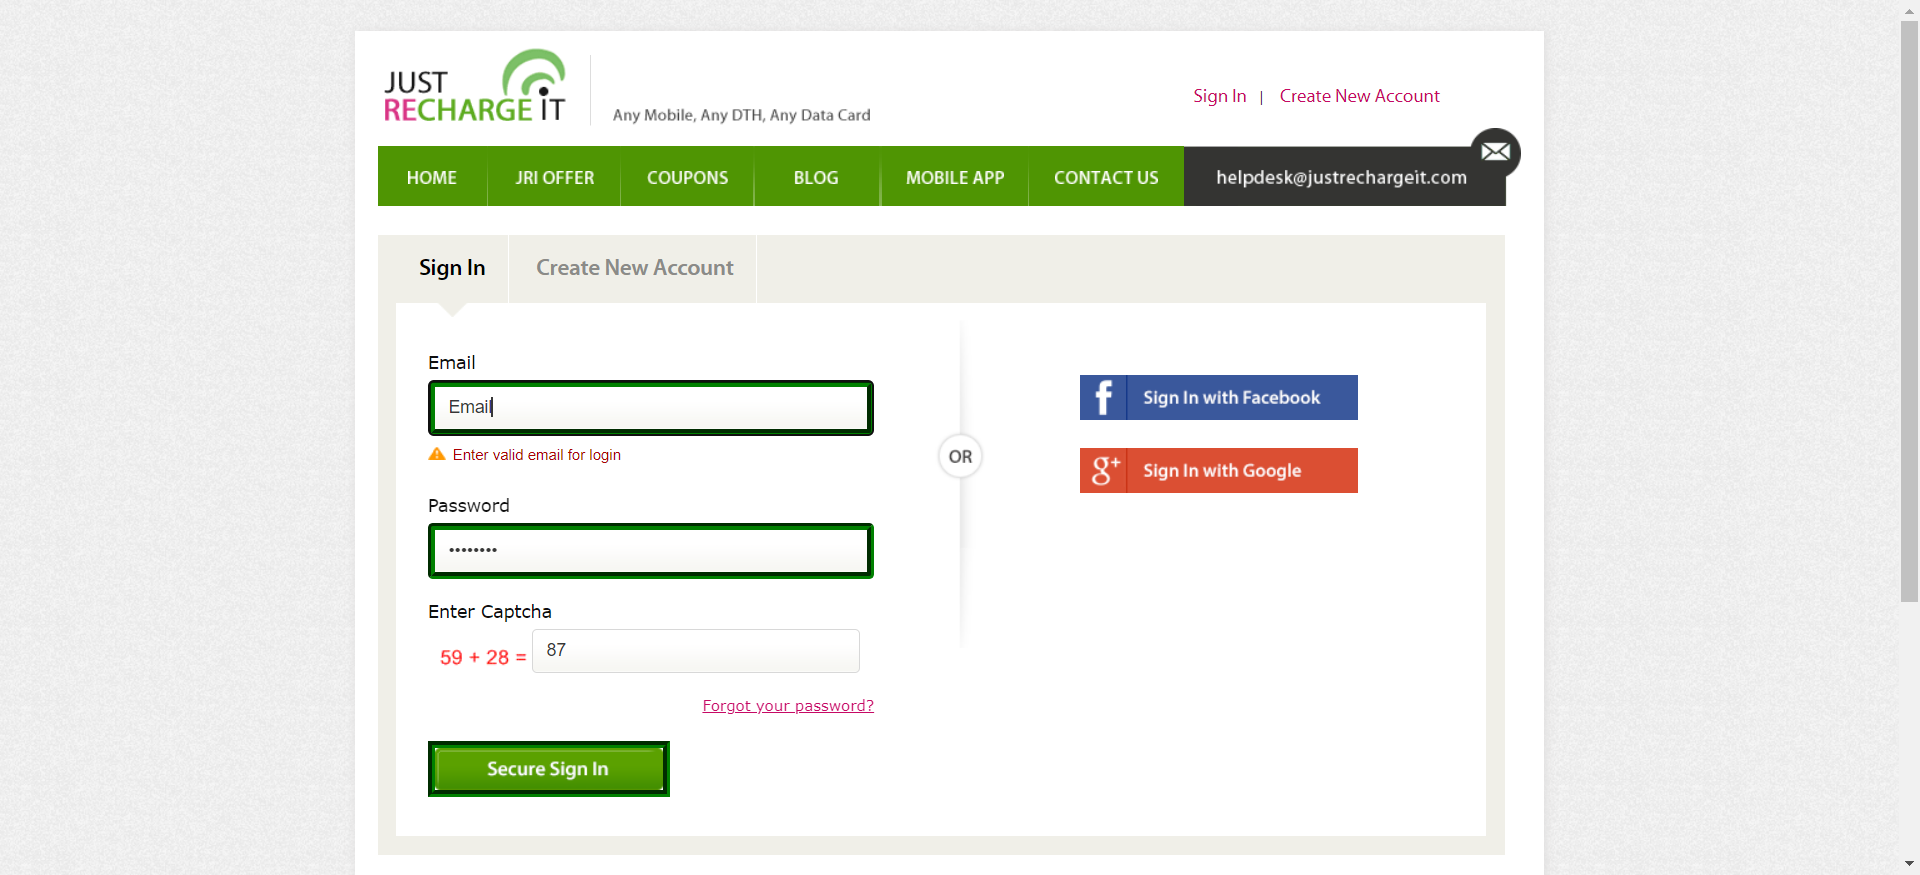 JUST
RECHARGE iT
Any Mobile, Any DTH, Any Data Card
Sign In | Create New Account
HOME JRI OFFER COUPONS BLOG MOBILE APP CONTACT US helpdesk@justrechargeit.com
Sign In Create New Account
Email
Email
Enter valid email for login
Password
••••••••
Enter Captcha
59 + 28 = 87
Forgot your password?
Secure Sign In
OR
f Sign In with Facebook
g+ Sign In with Google